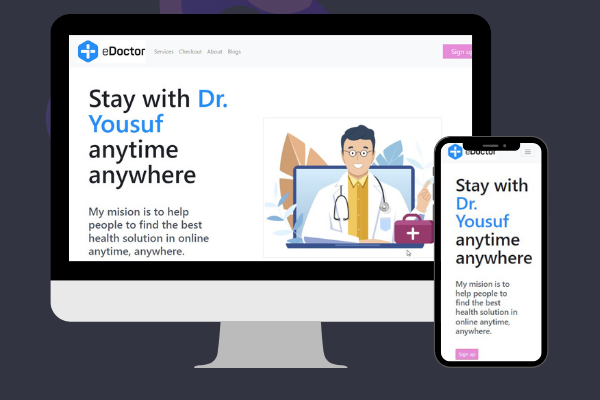 eDoctor Services Checkout About Blogs Sign up
Stay with Dr.
Yousuf
anytime
anywhere
My mision is to help
people to find the best
health solution in online
anytime, anywhere.
eDoctor
Stay with
Dr.
Yousuf
anytime
anywhere
My mision is to
help people to
find the best
health solution in
online anytime,
anywhere.
Sign up